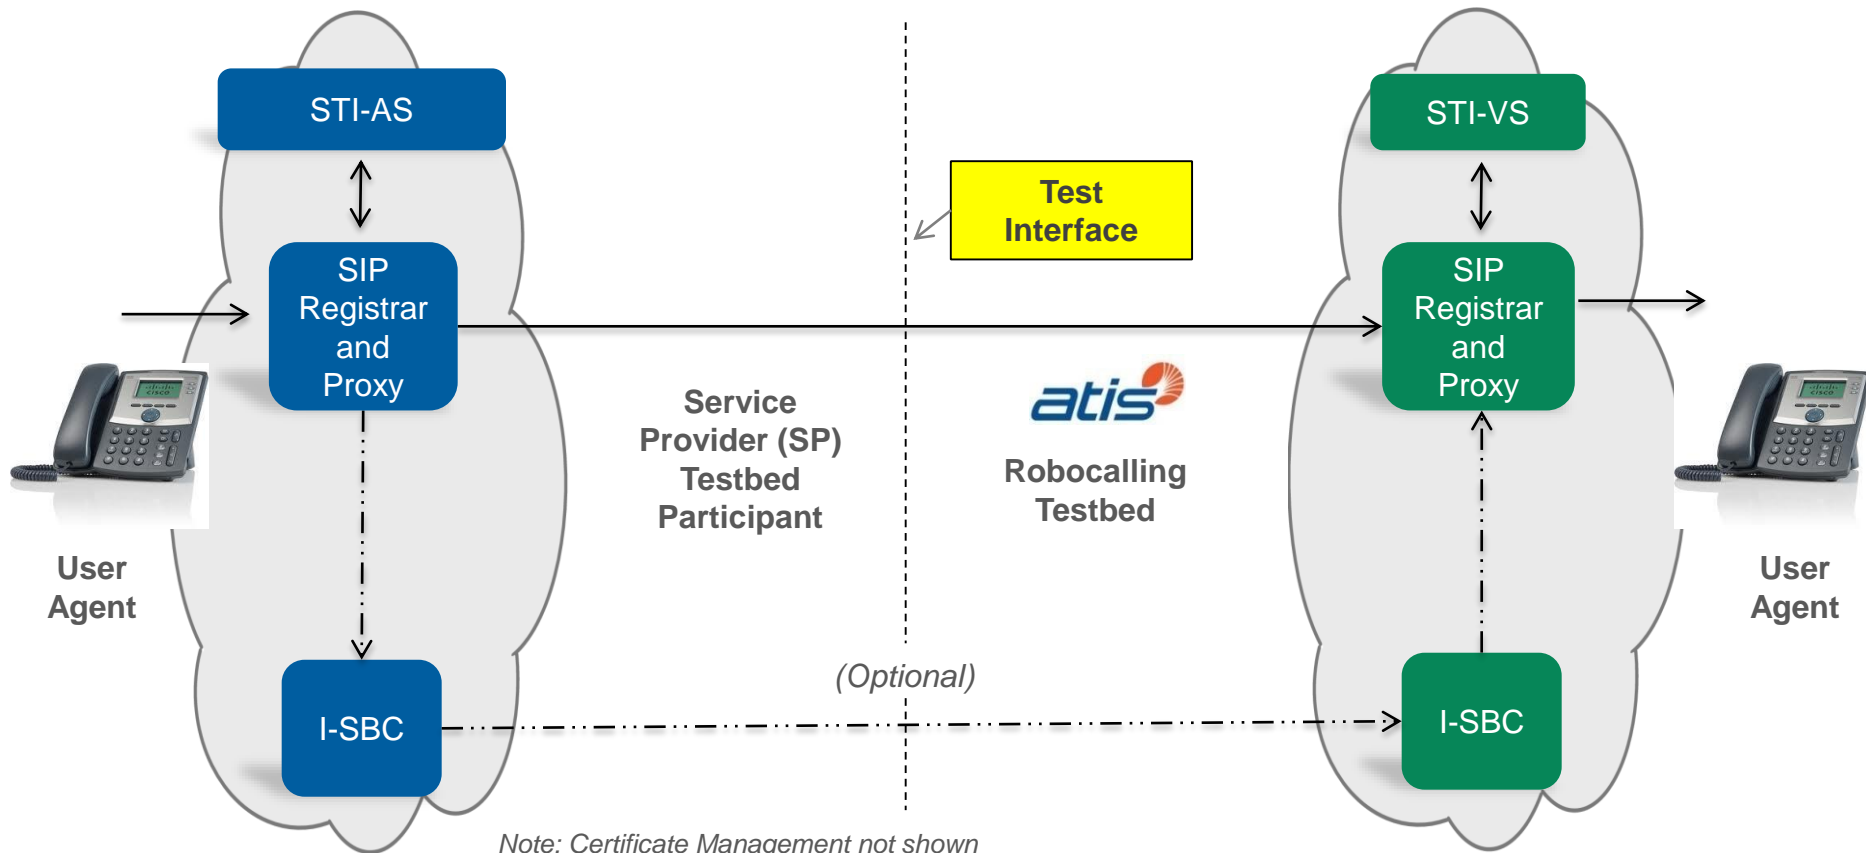 STI-AS
STI-VS
Test
Interface
SIP
Registrar
and
Proxy
SIP
Registrar
and
Proxy
Service
Provider (SP)
Testbed
Participant
atis
Robocalling
Testbed
User
Agent
User
Agent
(Optional)
I-SBC
I-SBC
Note: Certificate Management not shown